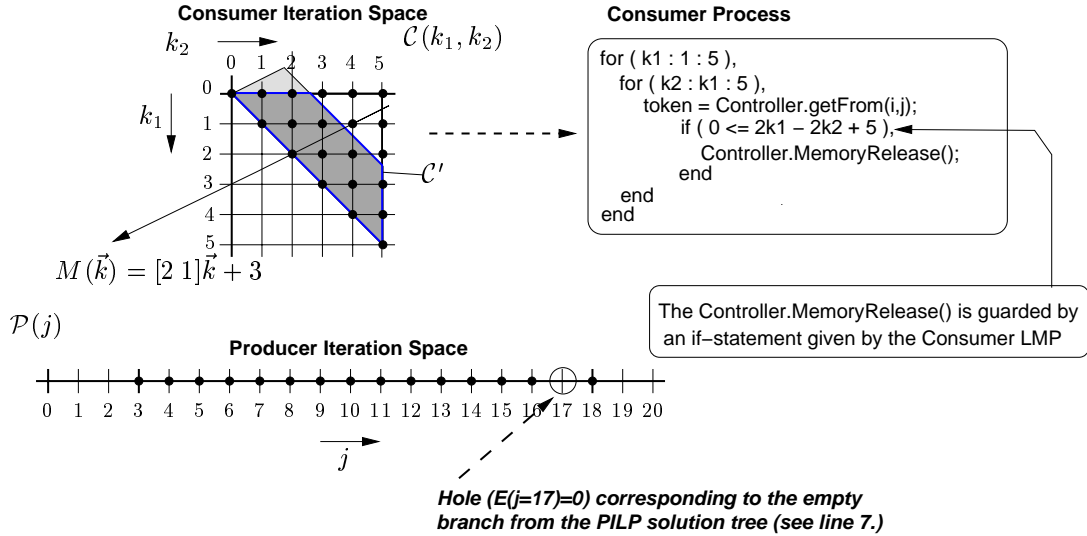 Consumer Iteration Space
k₂
C(k₁, k₂)
0 1 2 3 4 5
0
k₁
1
2
3
4
5
C′
M(k⃗) = [2 1]k⃗ + 3
Consumer Process
for ( k1 : 1 : 5 ),
for ( k2 : k1 : 5 ),
token = Controller.getFrom(i,j);
if ( 0 <= 2k1 − 2k2 + 5 ),
Controller.MemoryRelease();
end
end
end
The Controller.MemoryRelease() is guarded by
an if−statement given by the Consumer LMP
P(j)
Producer Iteration Space
0 1 2 3 4 5 6 7 8 9 10 11 12 13 14 15 16 17 18 19 20
j
Hole (E(j=17)=0) corresponding to the empty
branch from the PILP solution tree (see line 7.)